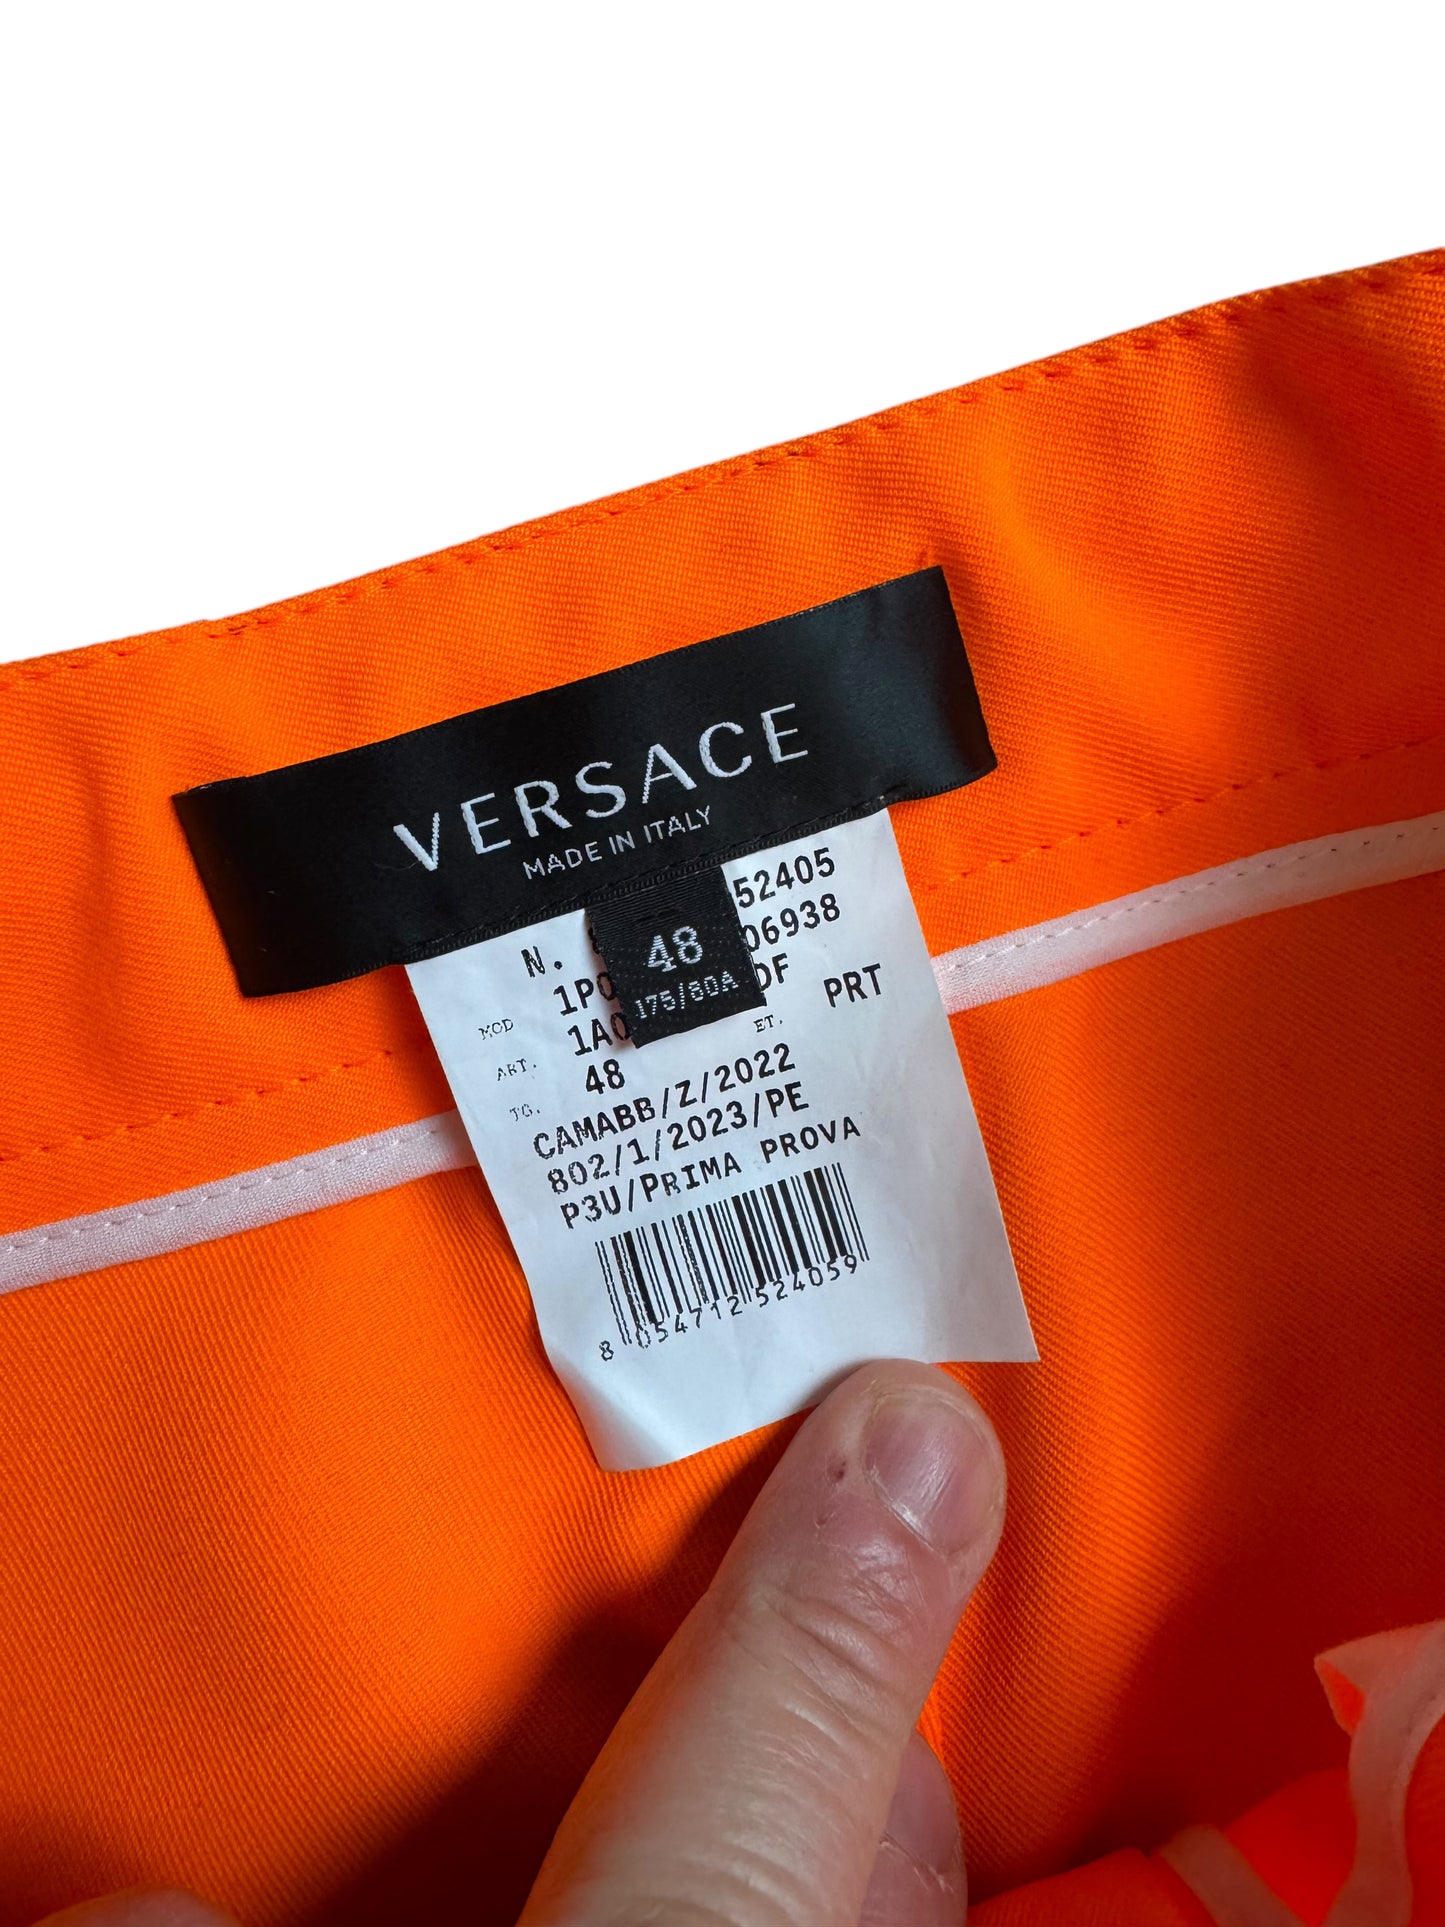 VERSACE
MADE IN ITALY
48
175/80A
N. 52405
06938
MOD 1P0 DF
ART. 1A0 ET. PRT
TG. 48
CAMABB/Z/2022
802/1/2023/PE
P3U/PRIMA PROVA
8 054712 524059